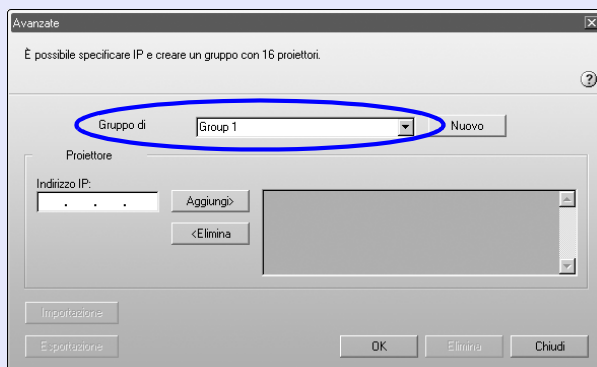 Avanzate
È possibile specificare IP e creare un gruppo con 16 proiettori.
Gruppo di Group 1 Nuovo
Proiettore
Indirizzo IP:
. . . Aggiungi>
<Elimina
Importazione
Esportazione OK Elimina Chiudi